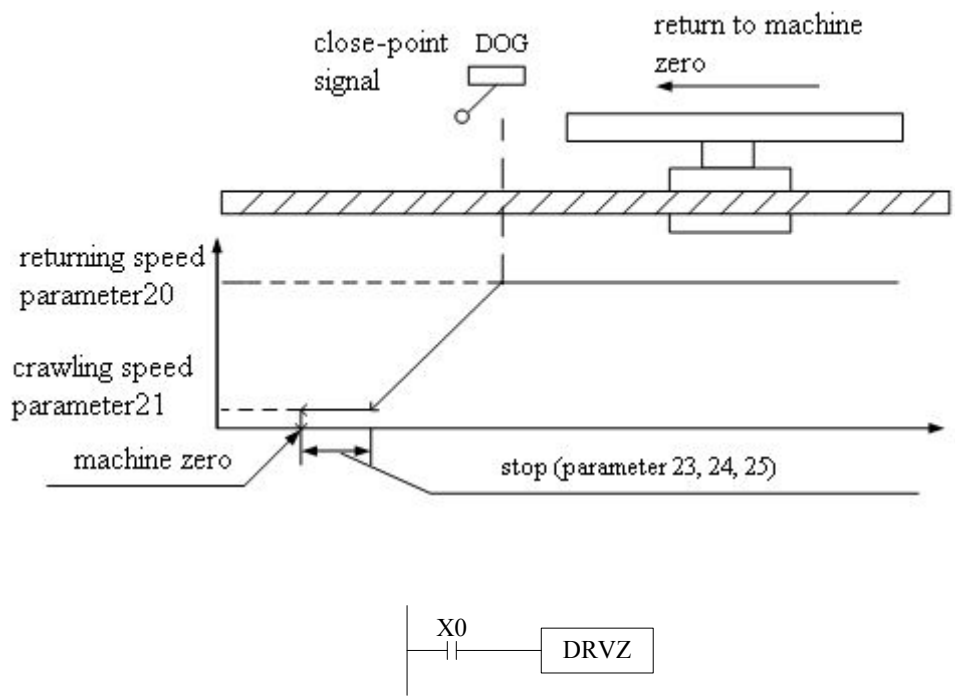 close-point DOG
signal
return to machine
zero
returning speed
parameter20
crawling speed
parameter21
machine zero
stop (parameter 23, 24, 25)
X0
DRVZ